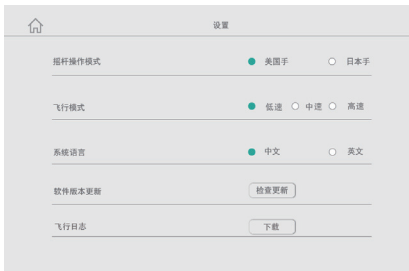 设置
摇杆操作模式 美国手 日本手
飞行模式 低速 中速 高速
系统语言 中文 英文
软件版本更新 检查更新
飞行日志 下载